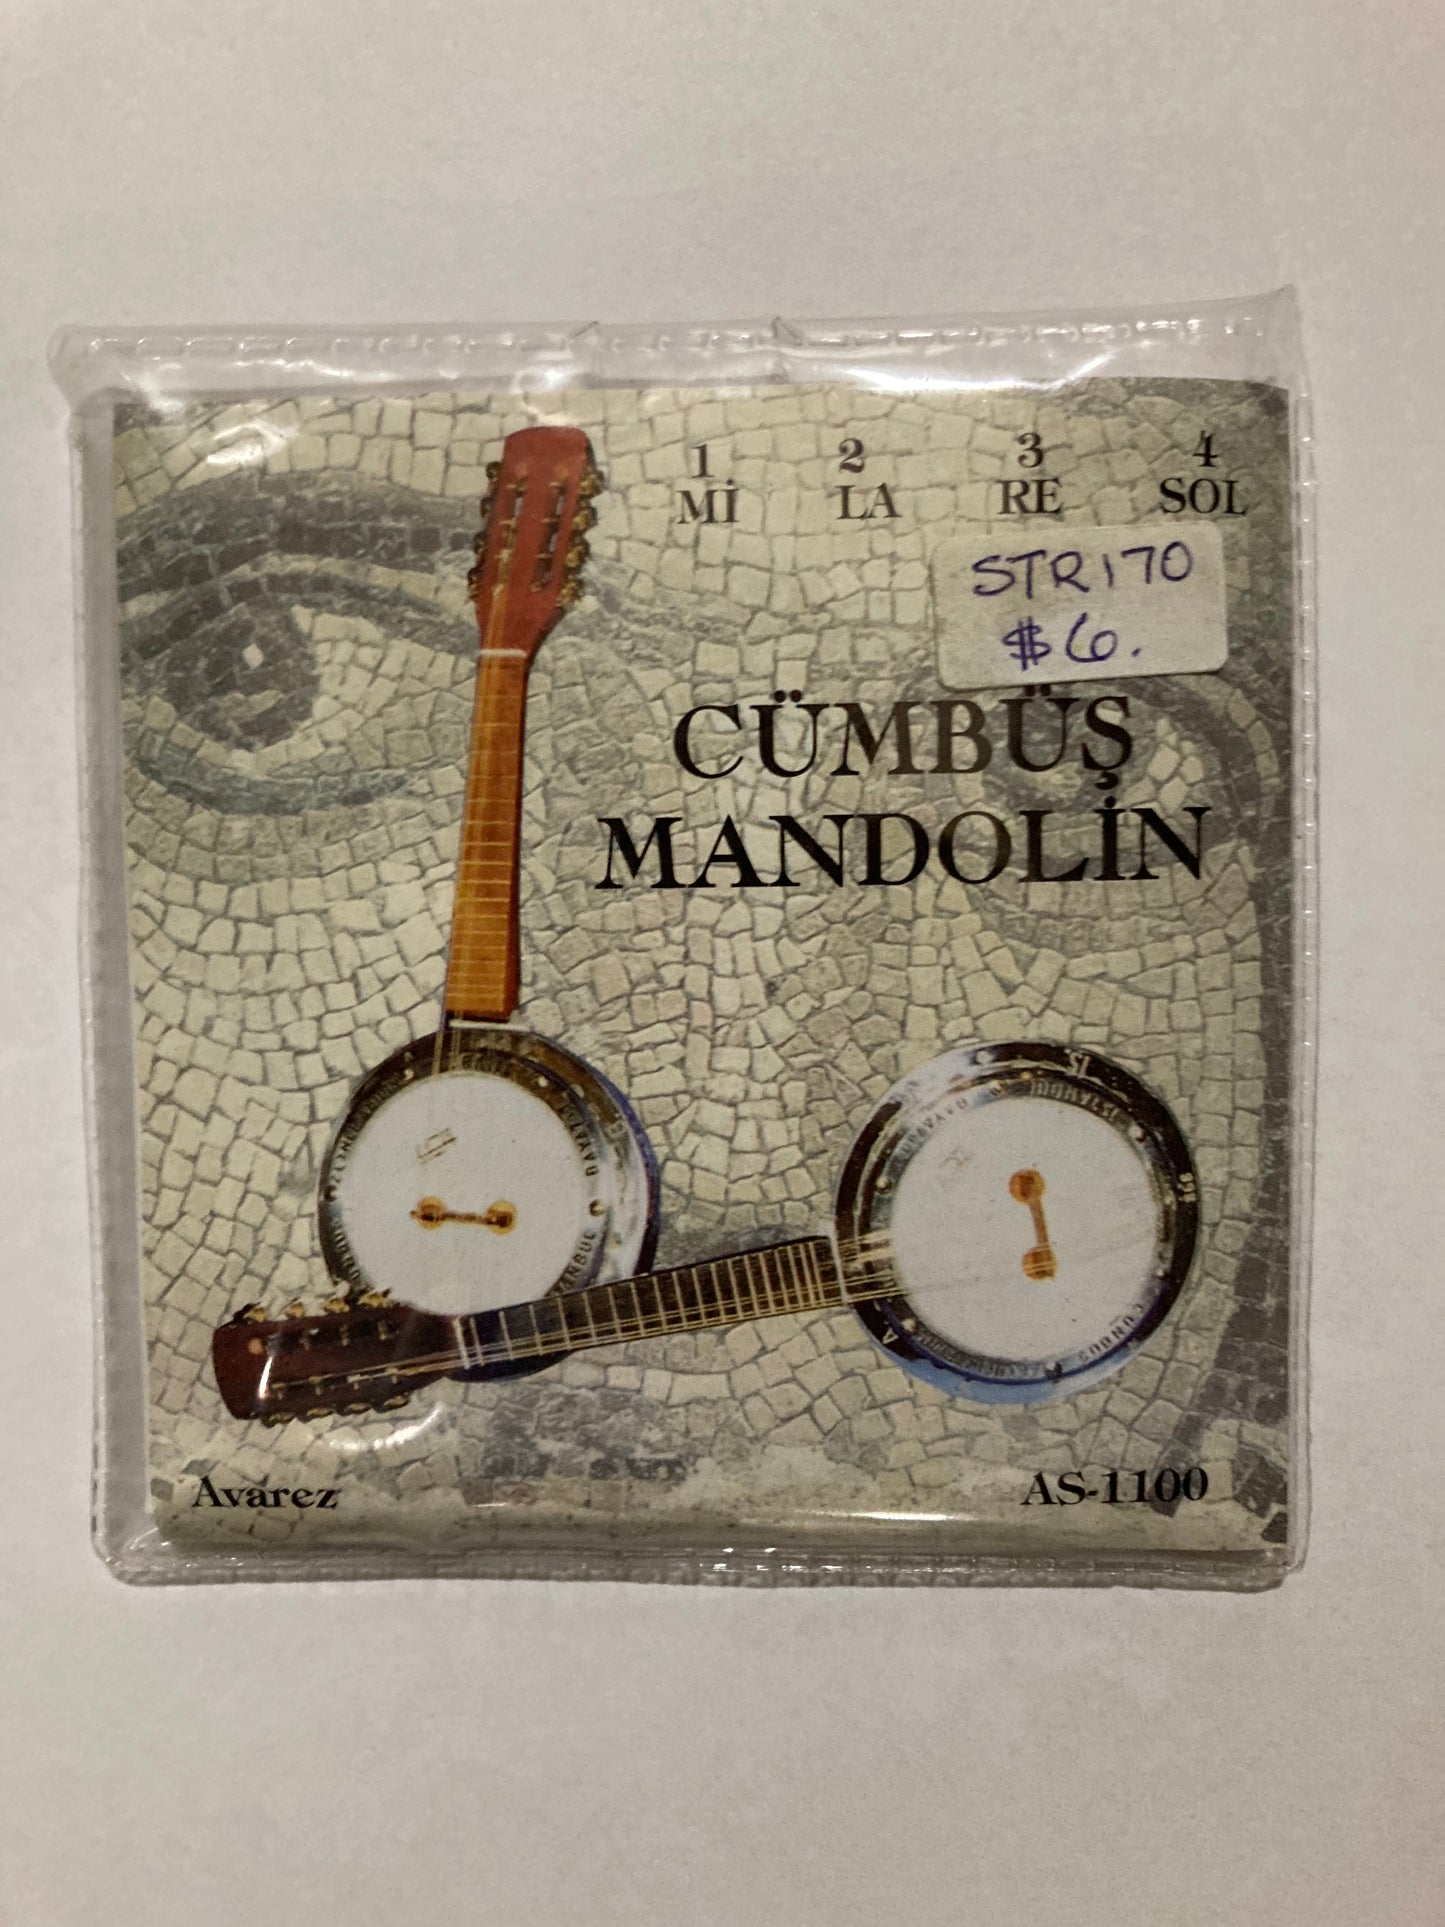 1 2 3 4
Mİ LA RE SOL
STR170
$6.
CÜMBÜŞ
MANDOLİN
Avarez AS-1100